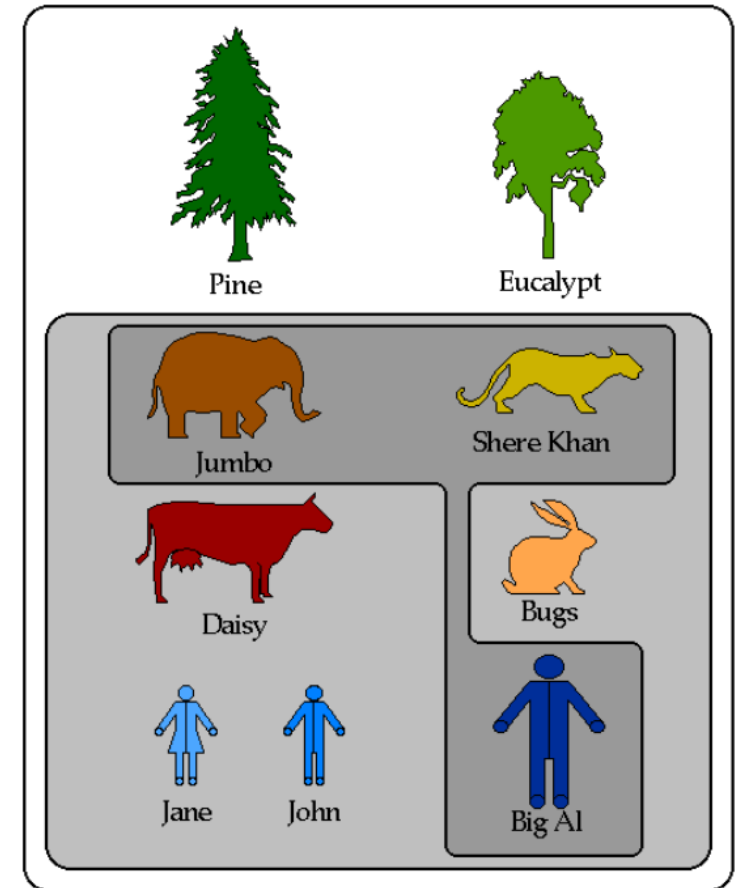 Pine
Eucalypt
Jumbo
Shere Khan
Daisy
Bugs
Jane
John
Big Al